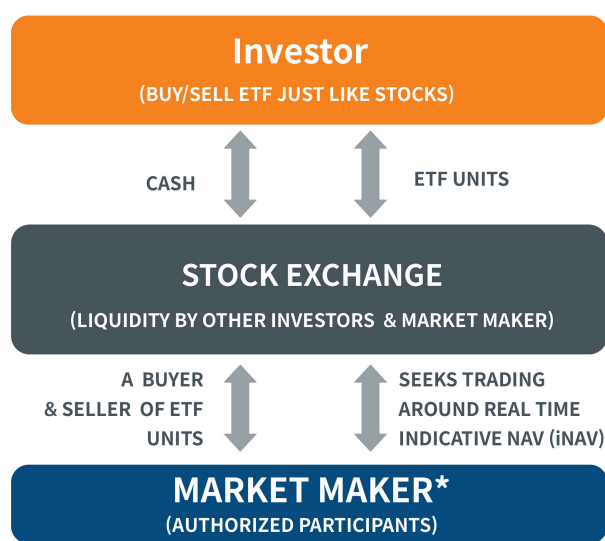 Investor
(BUY/SELL ETF JUST LIKE STOCKS)
CASH
ETF UNITS
STOCK EXCHANGE
(LIQUIDITY BY OTHER INVESTORS & MARKET MAKER)
A BUYER
& SELLER OF ETF
UNITS
SEEKS TRADING
AROUND REAL TIME
INDICATIVE NAV (iNAV)
MARKET MAKER*
(AUTHORIZED PARTICIPANTS)